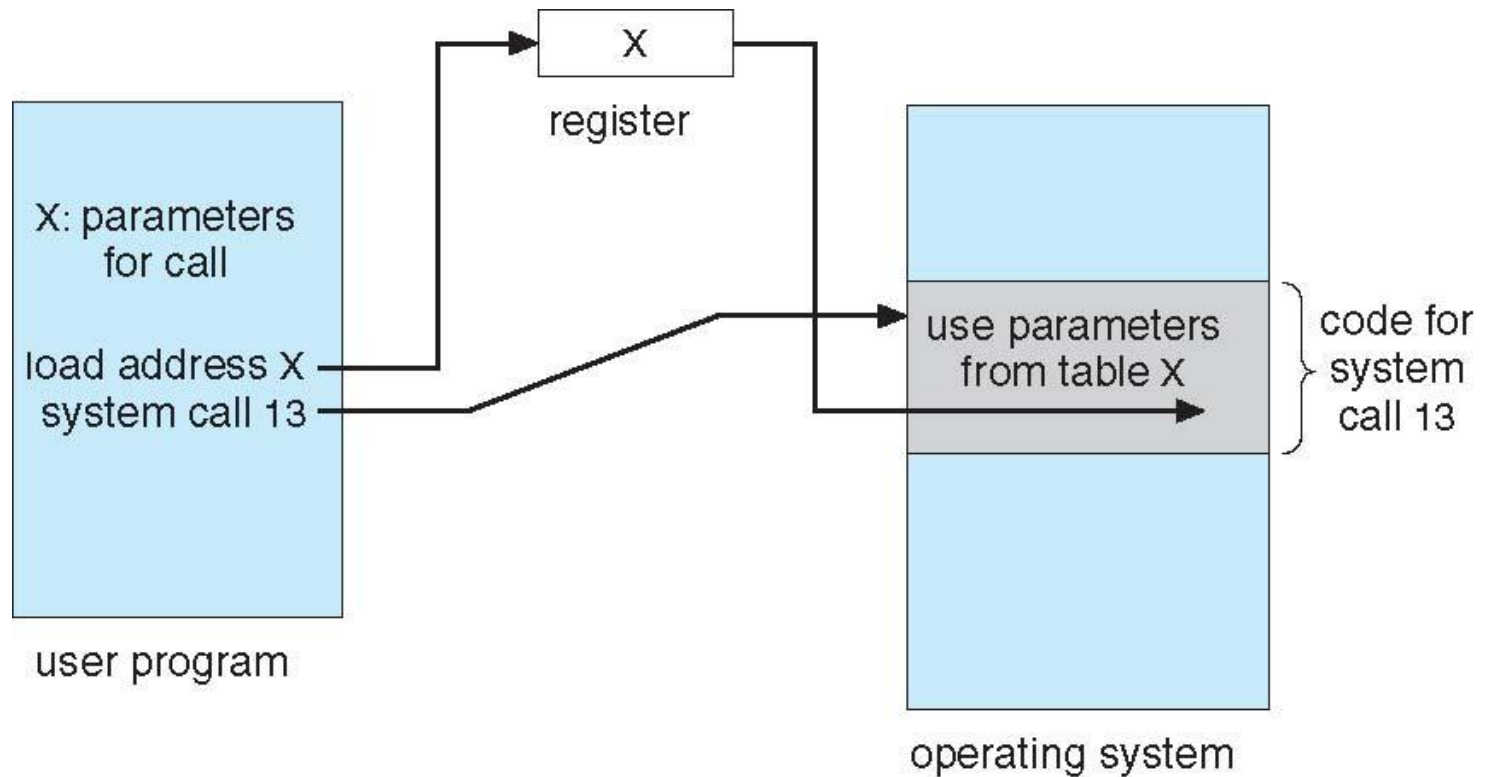 X
register
X: parameters
for call
load address X
system call 13
user program
use parameters
from table X
code for
system
call 13
operating system